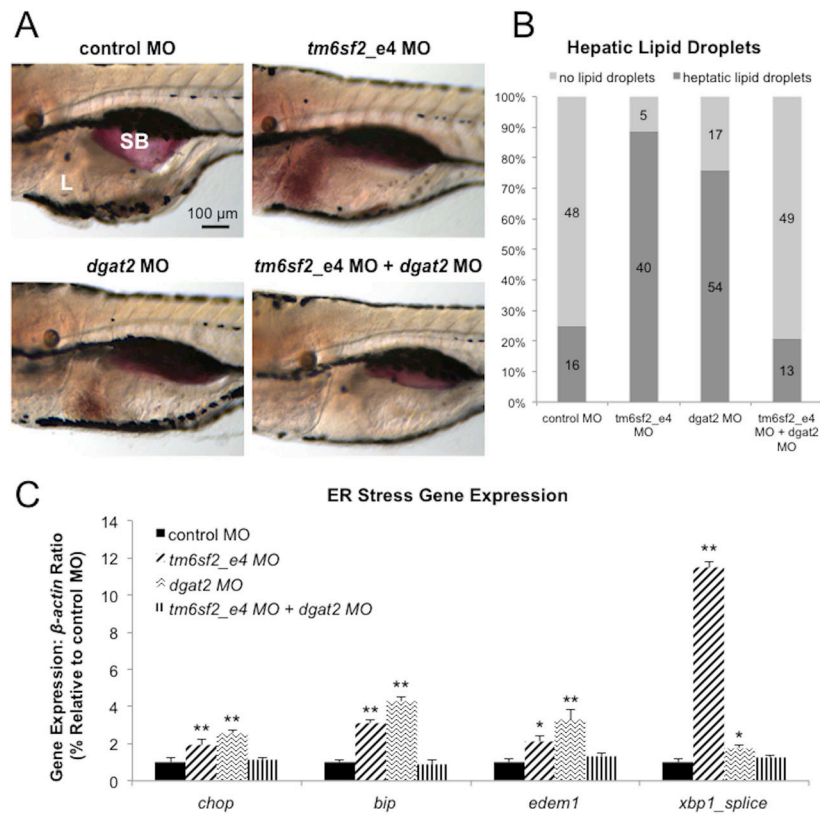 A
control MO
tm6sf2_e4 MO
SB
L
100 µm
dgat2 MO
tm6sf2_e4 MO + dgat2 MO
B
Hepatic Lipid Droplets
no lipid droplets
heptatic lipid droplets
100%
90%
80%
70%
60%
50%
40%
30%
20%
10%
0%
48
16
5
40
17
54
49
13
control MO
tm6sf2_e4
MO
dgat2 MO
tm6sf2_e4
MO + dgat2
MO
C
ER Stress Gene Expression
Gene Expression: β-actin Ratio
(% Relative to control MO)
14
12
10
8
6
4
2
0
control MO
tm6sf2_e4 MO
dgat2 MO
tm6sf2_e4 MO + dgat2 MO
**
**
**
**
*
**
**
*
chop
bip
edem1
xbp1_splice